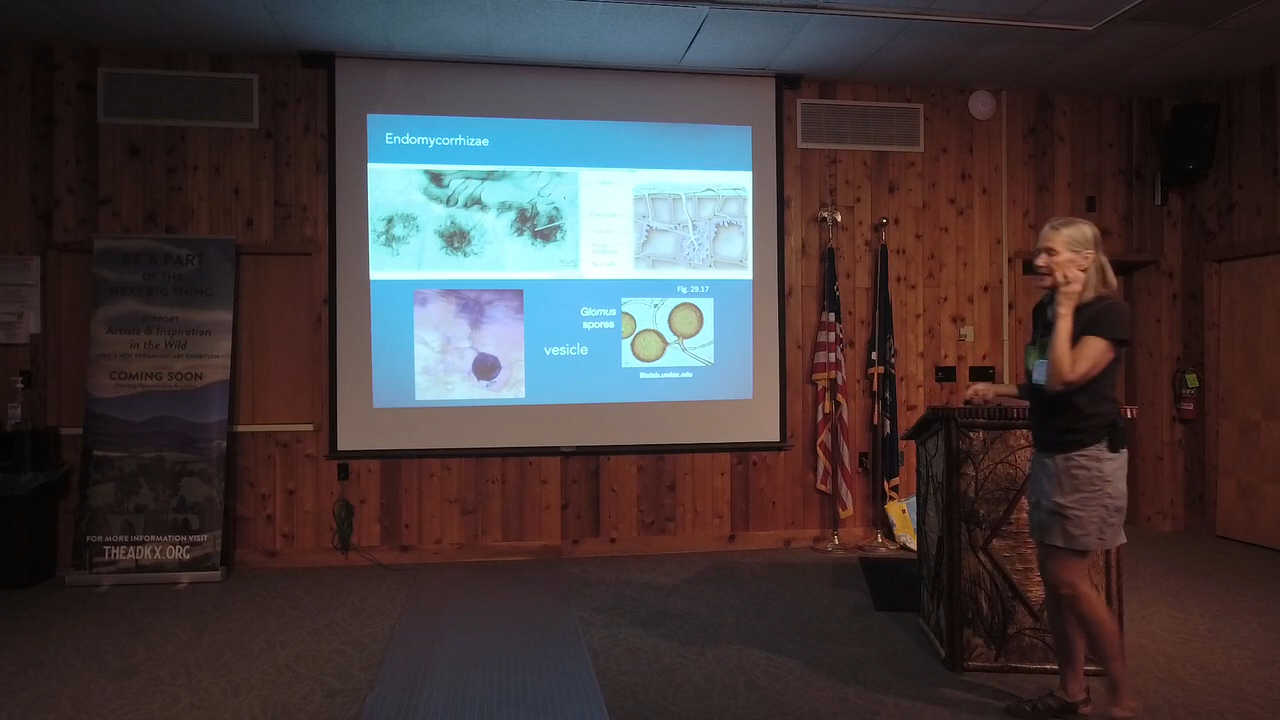 Endomycorrhizae
Fig. 29.17
Glomus
spores
vesicle
BE A PART
OF THE
NEXT BIG THING
SUPPORT
Artists & Inspiration
in the Wild
COMING SOON
FOR MORE INFORMATION VISIT
THEADKX.ORG